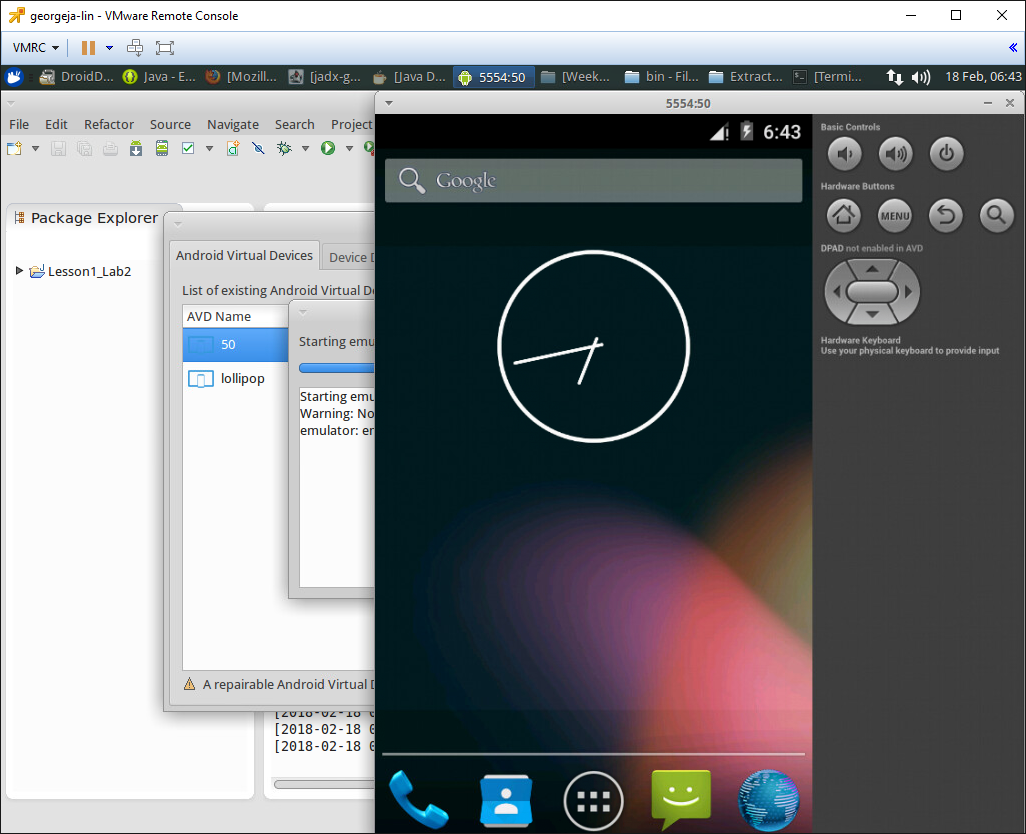 georgeja-lin - VMware Remote Console
VMRC
DroidD... Java - E... [Mozill... [jadx-g... [Java D... 5554:50 [Week... bin - Fil... Extract... [Termi... 18 Feb, 06:43
5554:50
File Edit Refactor Source Navigate Search Project
6:43
Google
Basic Controls
Hardware Buttons
MENU
DPAD not enabled in AVD
Hardware Keyboard
Use your physical keyboard to provide input
Package Explorer
Lesson1_Lab2
Android Virtual Devices Device D
List of existing Android Virtual De
AVD Name
50
lollipop
Starting emu
Starting emu
Warning: No
emulator: em
A repairable Android Virtual D
[2018-02-18 0
[2018-02-18 0
[2018-02-18 0